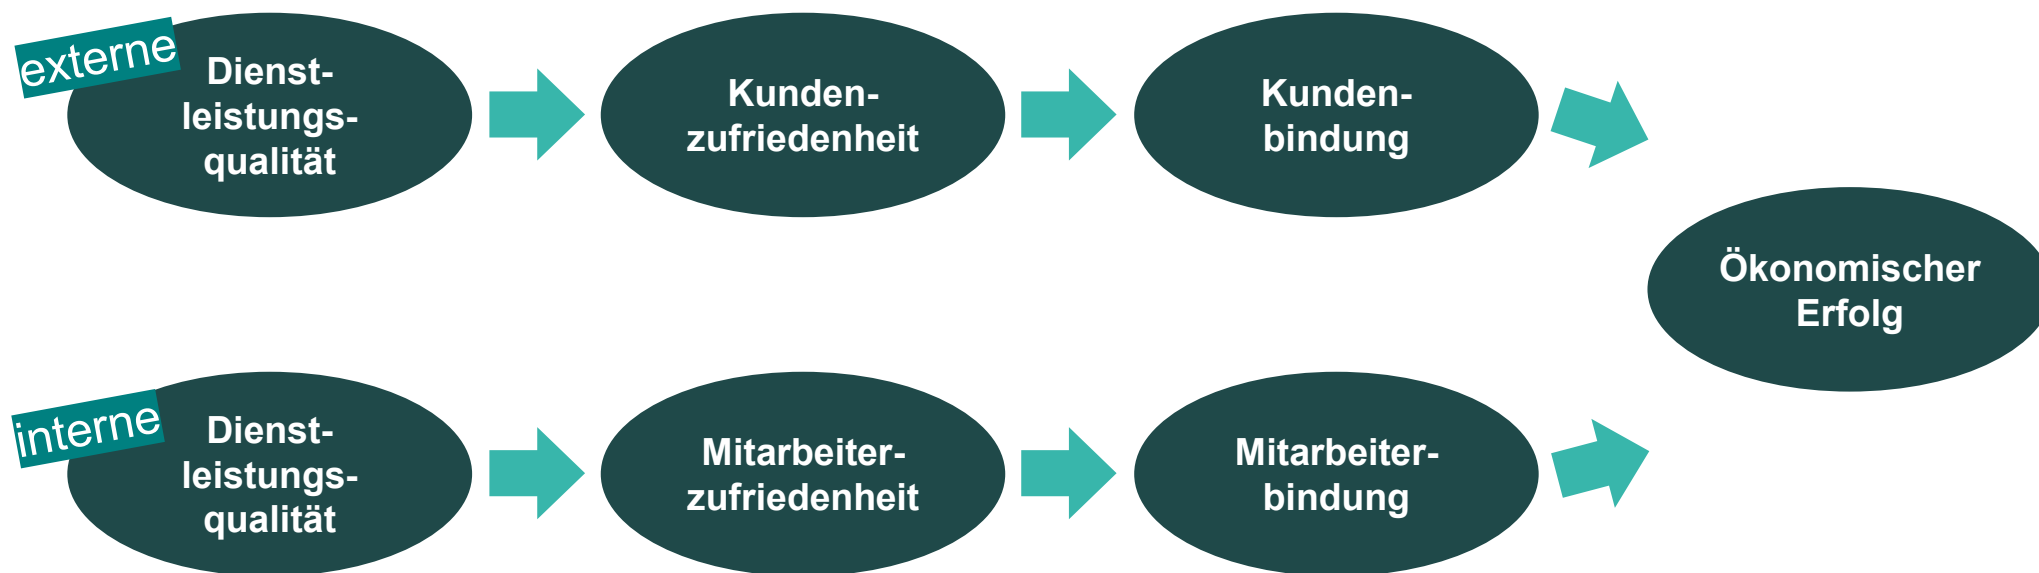 externe
Dienst-
leistungs-
qualität
Kunden-
zufriedenheit
Kunden-
bindung
Ökonomischer
Erfolg
interne
Dienst-
leistungs-
qualität
Mitarbeiter-
zufriedenheit
Mitarbeiter-
bindung